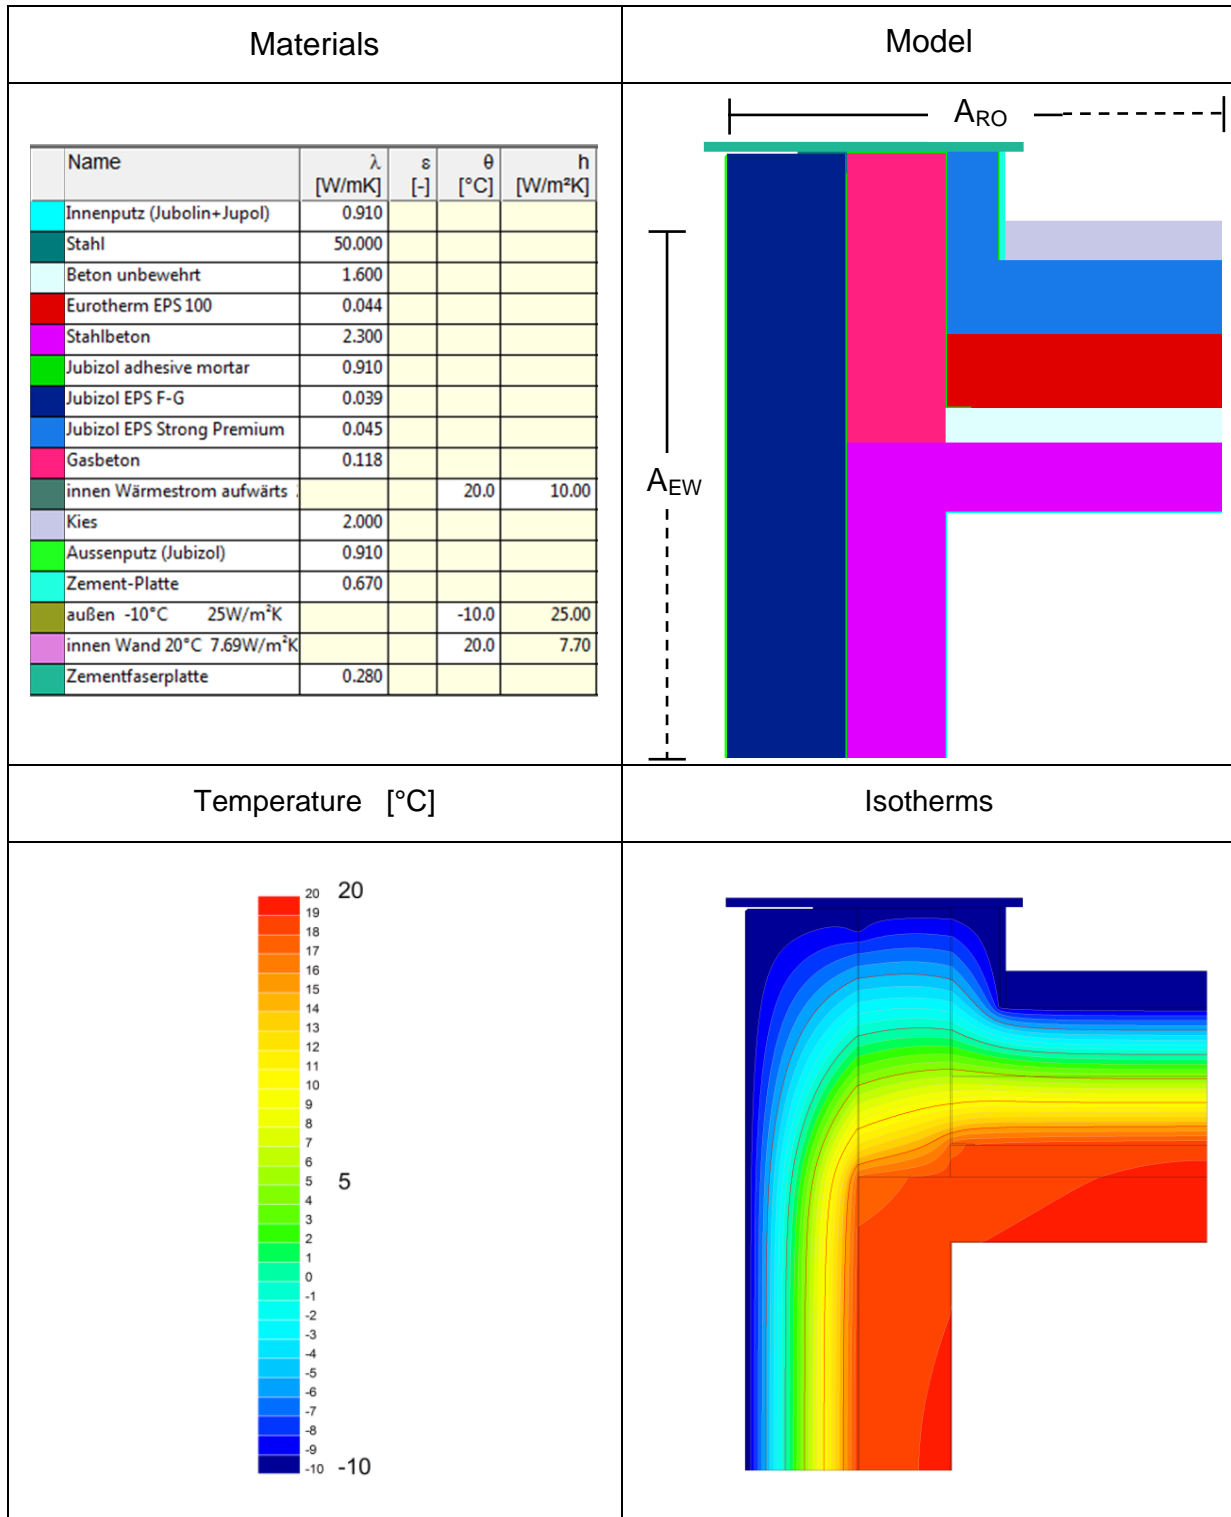 Materials
Model
Name λ ε θ h
[W/mK] [-] [°C] [W/m²K]
Innenputz (Jubolin+Jupol) 0.910
Stahl 50.000
Beton unbewehrt 1.600
Eurotherm EPS 100 0.044
Stahlbeton 2.300
Jubizol adhesive mortar 0.910
Jubizol EPS F-G 0.039
Jubizol EPS Strong Premium 0.045
Gasbeton 0.118
innen Wärmestrom aufwärts 20.0 10.00
Kies 2.000
Aussenputz (Jubizol) 0.910
Zement-Platte 0.670
außen -10°C 25W/m²K -10.0 25.00
innen Wand 20°C 7.69W/m²K 20.0 7.70
Zementfaserplatte 0.280
ARO
AEW
Temperature [°C]
Isotherms
20 20
19
18
17
16
15
14
13
12
11
10
9
8
7
6
5 5
4
3
2
1
0
-1
-2
-3
-4
-5
-6
-7
-8
-9
-10 -10